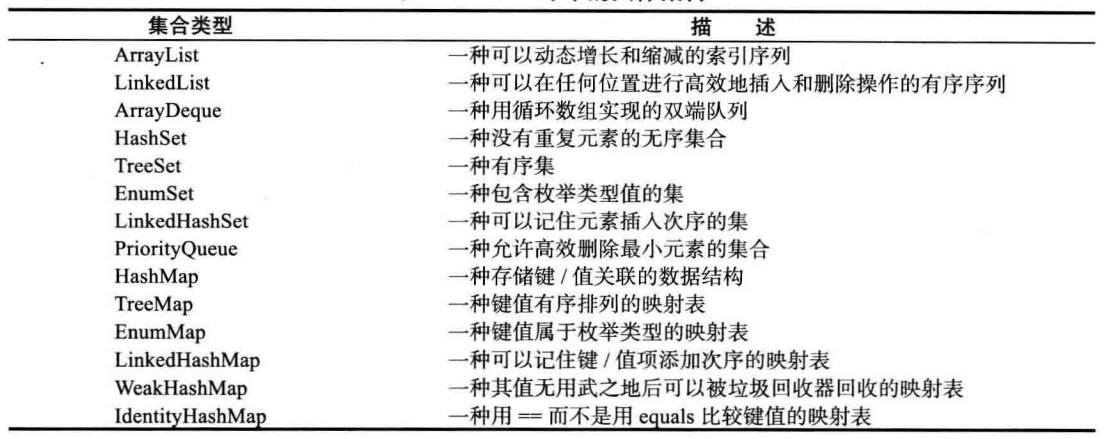 集合类型 描 述
ArrayList 一种可以动态增长和缩减的索引序列
LinkedList 一种可以在任何位置进行高效地插入和删除操作的有序序列
ArrayDeque 一种用循环数组实现的双端队列
HashSet 一种没有重复元素的无序集合
TreeSet 一种有序集
EnumSet 一种包含枚举类型值的集
LinkedHashSet 一种可以记住元素插入次序的集
PriorityQueue 一种允许高效删除最小元素的集合
HashMap 一种存储键 / 值关联的数据结构
TreeMap 一种键值有序排列的映射表
EnumMap 一种键值属于枚举类型的映射表
LinkedHashMap 一种可以记住键 / 值项添加次序的映射表
WeakHashMap 一种其值无用武之地后可以被垃圾回收器回收的映射表
IdentityHashMap 一种用 == 而不是用 equals 比较键值的映射表